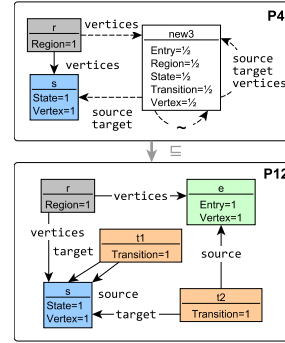 P4
r
Region=1
vertices
new3
Entry=½
Region=½
State=½
Transition=½
Vertex=½
source
target
vertices
vertices
s
State=1
Vertex=1
source
target
~
⊑
P12
r
Region=1
vertices
e
Entry=1
Vertex=1
vertices
target
t1
Transition=1
source
s
State=1
Vertex=1
source
target
t2
Transition=1